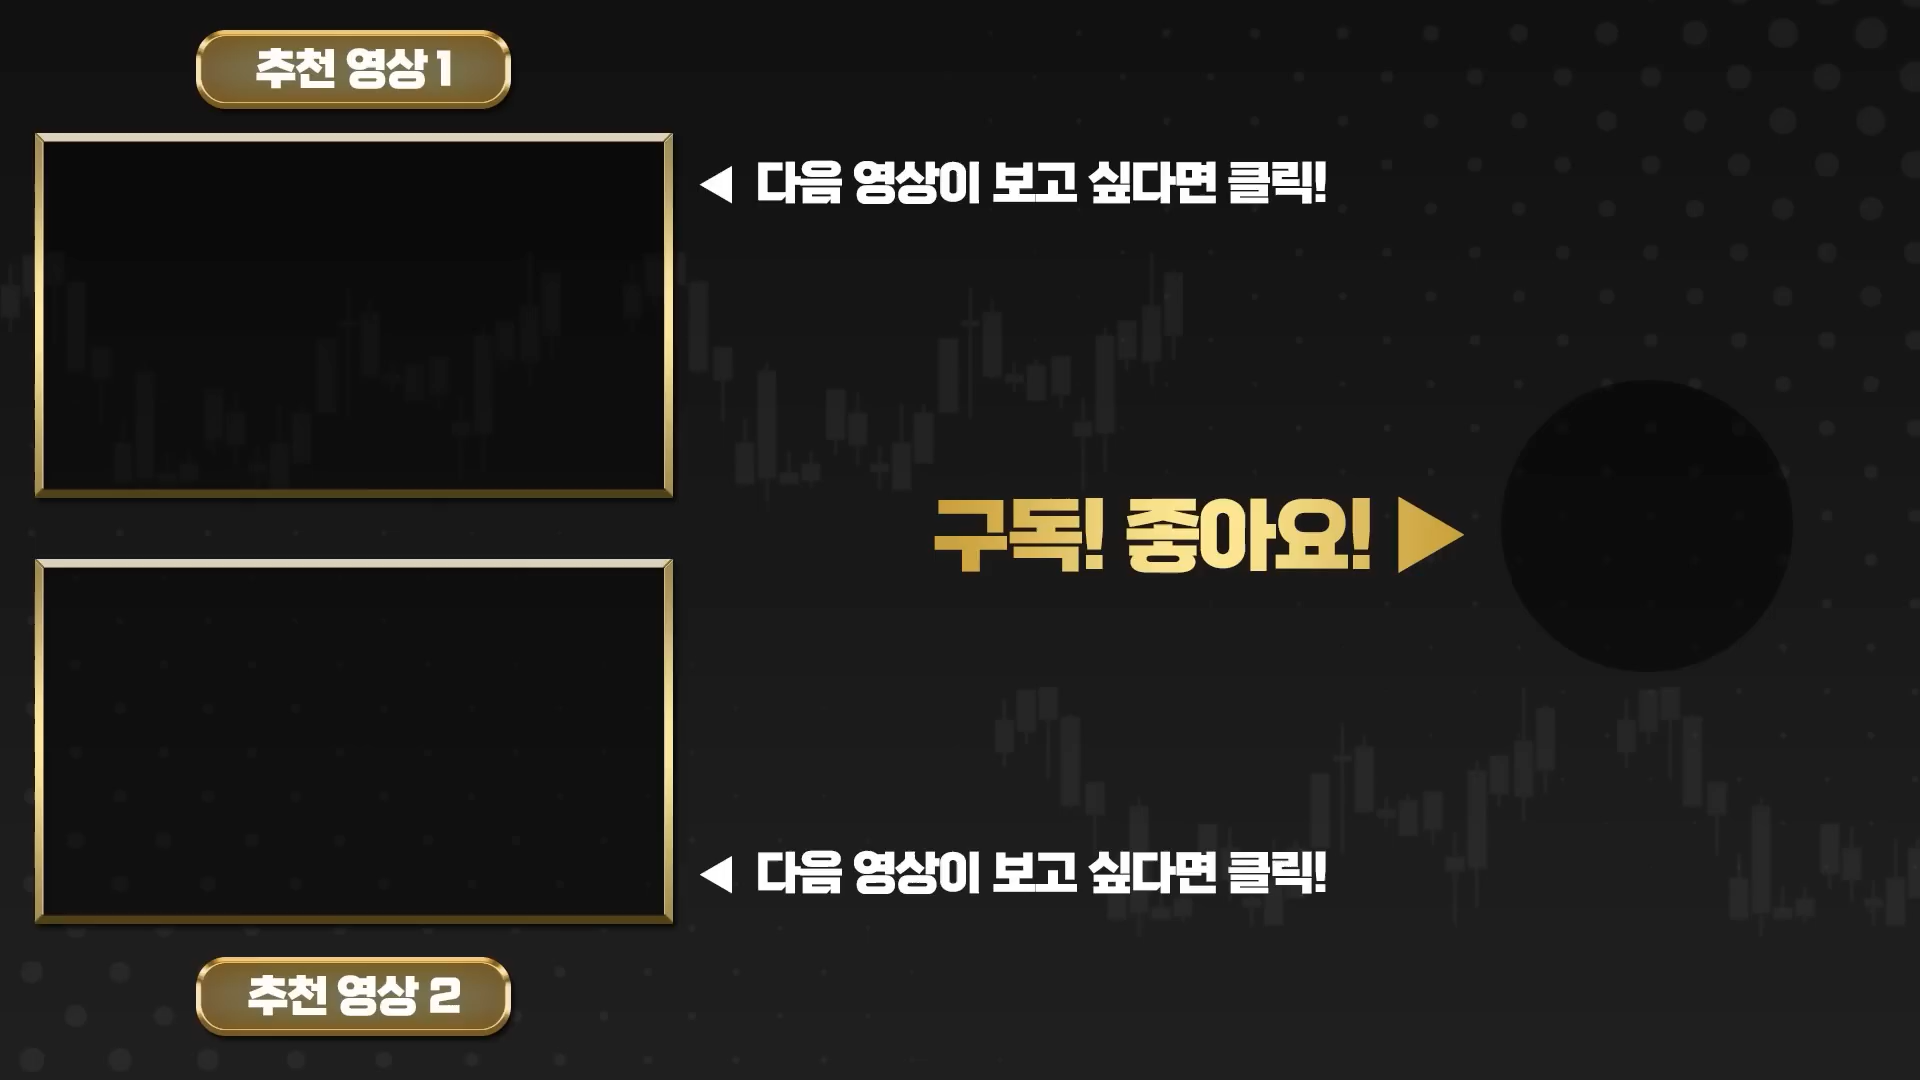 추천 영상 1
다음 영상이 보고 싶다면 클릭!
구독! 좋아요!
다음 영상이 보고 싶다면 클릭!
추천 영상 2